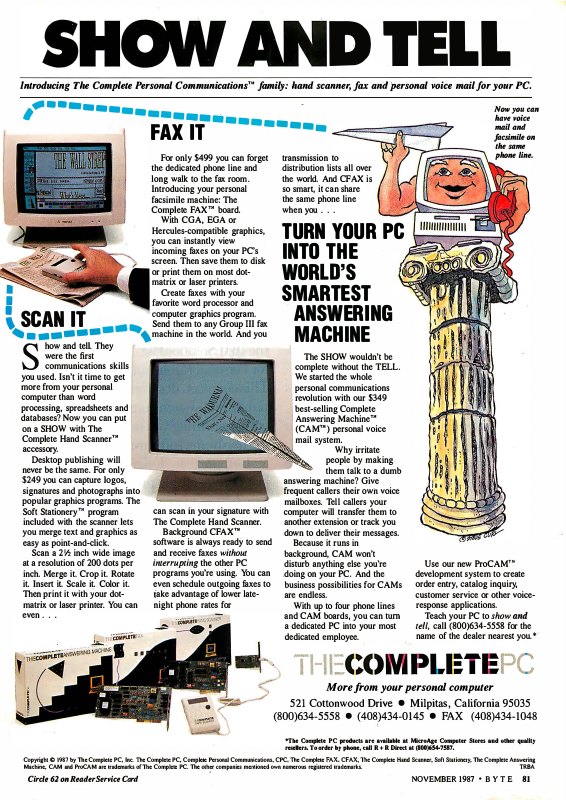 SHOW AND TELL
Introducing The Complete Personal Communications™ family: hand scanner, fax and personal voice mail for your PC.
Now you can
have voice
mail and
facsimile on
the same
phone line.
THE WALL STREET
SCAN IT
Show and tell. They
were the first
communications skills
you used. Isn't it time to get
more from your personal
computer than word
processing, spreadsheets and
databases? Now you can put
on a SHOW with The
Complete Hand Scanner™
accessory.
Desktop publishing will
never be the same. For only
$249 you can capture logos,
signatures and photographs into
popular graphics programs. The
Soft Stationery™ program
included with the scanner lets
you merge text and graphics as
easy as point-and-click.
Scan a 2½ inch wide image
at a resolution of 200 dots per
inch. Merge it. Crop it. Rotate
it. Insert it. Scale it. Color it.
Then print it with your dot-
matrix or laser printer. You can
even . . .
FAX IT
For only $499 you can forget
the dedicated phone line and
long walk to the fax room.
Introducing your personal
facsimile machine: The
Complete FAX™ board.
With CGA, EGA or
Hercules-compatible graphics,
you can instantly view
incoming faxes on your PC's
screen. Then save them to disk
or print them on most dot-
matrix or laser printers.
Create faxes with your
favorite word processor and
computer graphics program.
Send them to any Group III fax
machine in the world. And you
can scan in your signature with
The Complete Hand Scanner.
Background CFAX™
software is always ready to send
and receive faxes without
interrupting the other PC
programs you're using. You can
even schedule outgoing faxes to
take advantage of lower late-
night phone rates for
transmission to
distribution lists all over
the world. And CFAX is
so smart, it can share
the same phone line
when you . . .
TURN YOUR PC
INTO THE
WORLD'S
SMARTEST
ANSWERING
MACHINE
The SHOW wouldn't be
complete without the TELL.
We started the whole
personal communications
revolution with our $349
best-selling Complete
Answering Machine™
(CAM™) personal voice
mail system.
Why irritate
people by making
them talk to a dumb
answering machine? Give
frequent callers their own voice
mailboxes. Tell callers your
computer will transfer them to
another extension or track you
down to deliver their messages.
Because it runs in
background, CAM won't
disturb anything else you're
doing on your PC. And the
business possibilities for CAMs
are endless.
With up to four phone lines
and CAM boards, you can turn
a dedicated PC into your most
dedicated employee.
Use our new ProCAM™
development system to create
order entry, catalog inquiry,
customer service or other voice-
response applications.
Teach your PC to show and
tell, call (800)634-5558 for the
name of the dealer nearest you.*
THECOMPLETEANSWERING MACHINE
THECOMPLETEFAX
THECOMPLETEPC
More from your personal computer
521 Cottonwood Drive ● Milpitas, California 95035
(800)634-5558 ● (408)434-0145 ● FAX (408)434-1048
*The Complete PC products are available at MicroAge Computer Stores and other quality
resellers. To order by phone, call R + R Direct at (800)654-7587.
Copyright © 1987 by The Complete PC, Inc. The Complete PC, Complete Personal Communications, CPC, The Complete FAX, CFAX, The Complete Hand Scanner, Soft Stationery, The Complete Answering
Machine, CAM and ProCAM are trademarks of The Complete PC. The other companies mentioned own numerous registered trademarks. TRBA
Circle 62 on Reader Service Card
NOVEMBER 1987 • B Y T E 81